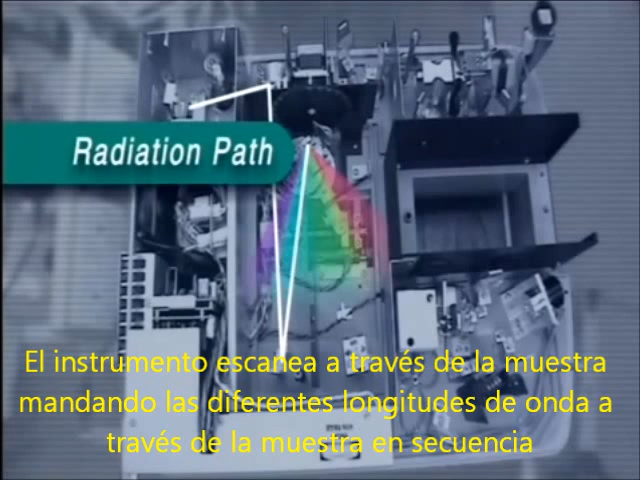 Radiation Path
El instrumento escanea a través de la muestra
mandando las diferentes longitudes de onda a
través de la muestra en secuencia